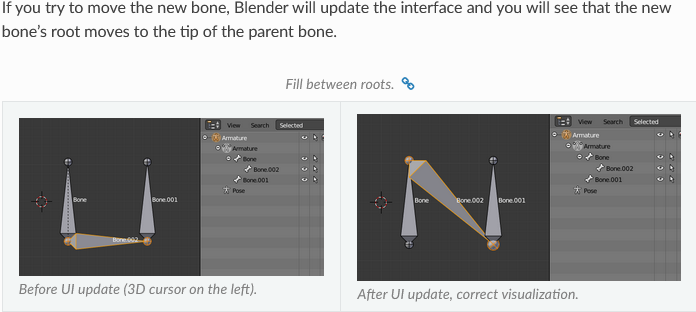 If you try to move the new bone, Blender will update the interface and you will see that the new
bone’s root moves to the tip of the parent bone.
Fill between roots.
View Search Selected
Armature
Armature
Bone
Bone.002
Bone.001
Pose
Bone
Bone.001
Bone.002
Before UI update (3D cursor on the left).
View Search Selected
Armature
Armature
Bone
Bone.002
Bone.001
Pose
Bone
Bone.002
Bone.001
After UI update, correct visualization.